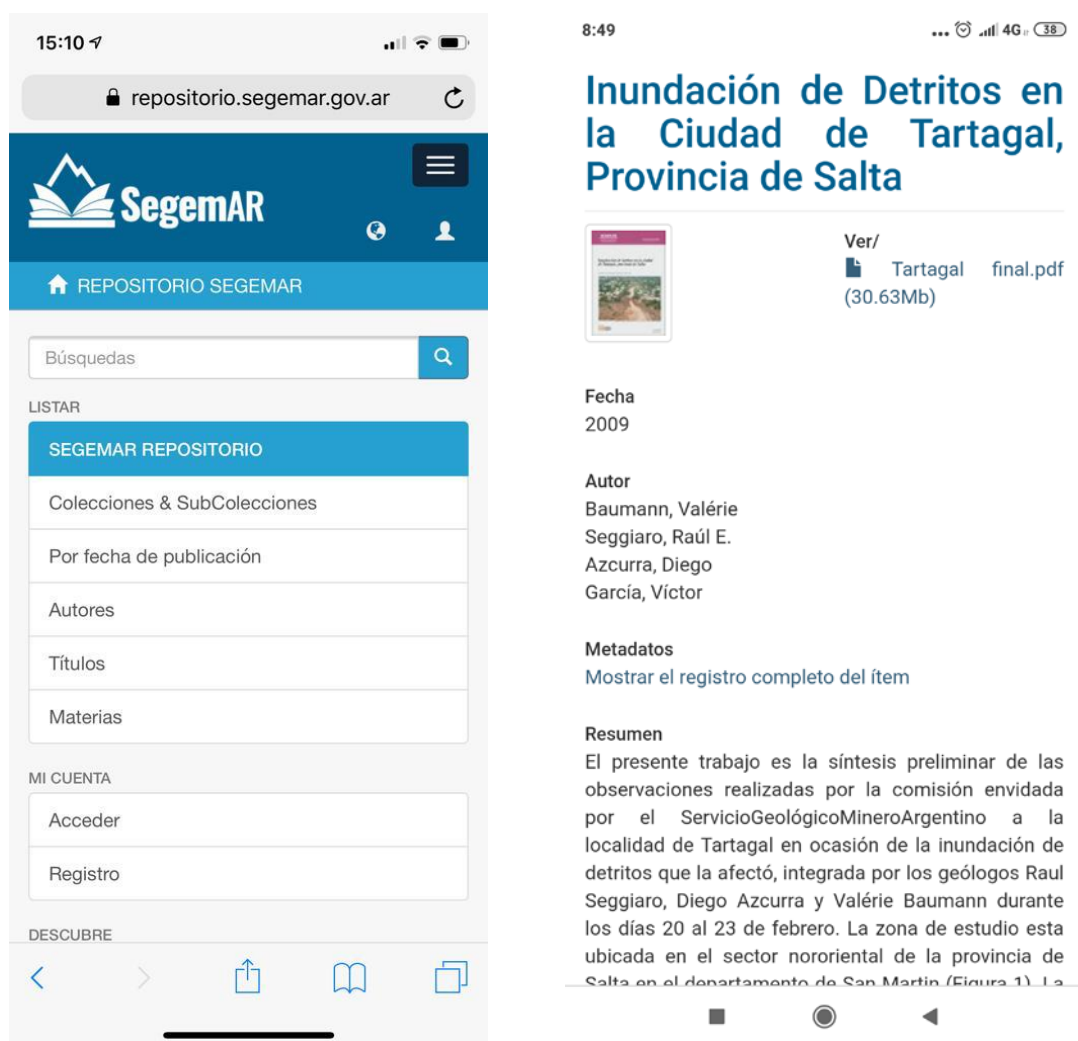 15:10
repositorio.segemar.gov.ar
SegemAR
REPOSITORIO SEGEMAR
Búsquedas
LISTAR
SEGEMAR REPOSITORIO
Colecciones & SubColecciones
Por fecha de publicación
Autores
Títulos
Materias
MI CUENTA
Acceder
Registro
DESCUBRE
8:49
4G
38
Inundación de Detritos en
la Ciudad de Tartagal,
Provincia de Salta
Ver/
Tartagal final.pdf
(30.63Mb)
Fecha
2009
Autor
Baumann, Valérie
Seggiaro, Raúl E.
Azcurra, Diego
García, Víctor
Metadatos
Mostrar el registro completo del ítem
Resumen
El presente trabajo es la síntesis preliminar de las
observaciones realizadas por la comisión envidada
por el ServicioGeológicoMineroArgentino a la
localidad de Tartagal en ocasión de la inundación de
detritos que la afectó, integrada por los geólogos Raul
Seggiaro, Diego Azcurra y Valérie Baumann durante
los días 20 al 23 de febrero. La zona de estudio esta
ubicada en el sector nororiental de la provincia de
Salta en el departamento de San Martin (Figura 1). La